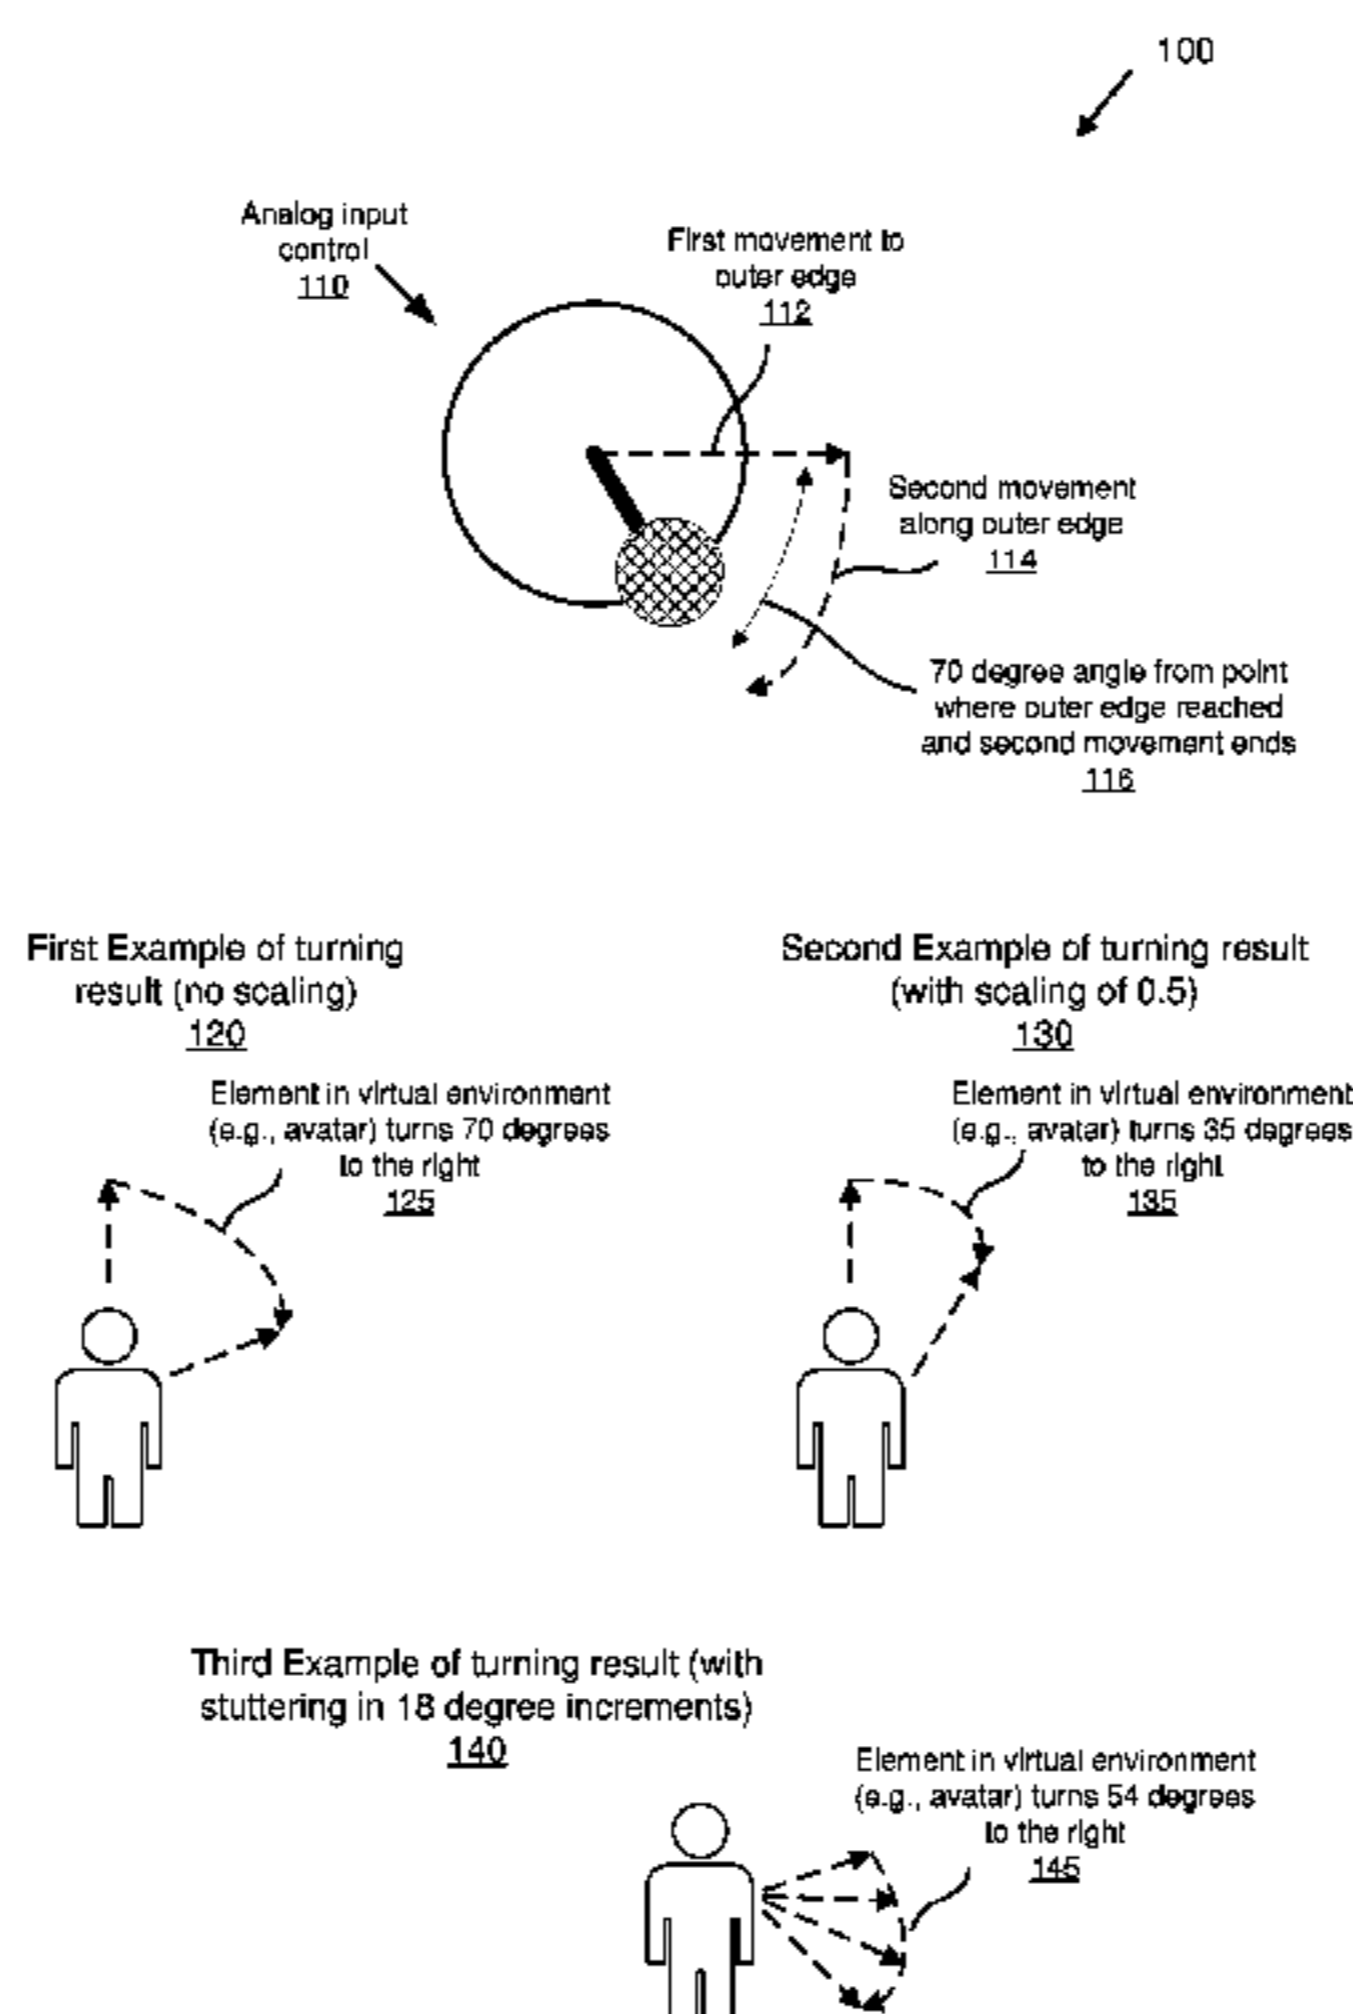 100
Analog input
control
110
First movement to
outer edge
112
Second movement
along outer edge
114
70 degree angle from point
where outer edge reached
and second movement ends
116
First Example of turning
result (no scaling)
120
Element in virtual environment
(e.g., avatar) turns 70 degrees
to the right
125
Second Example of turning result
(with scaling of 0.5)
130
Element in virtual environment
(e.g., avatar) turns 35 degrees
to the right
135
Third Example of turning result (with
stuttering in 18 degree increments)
140
Element in virtual environment
(e.g., avatar) turns 54 degrees
to the right
145